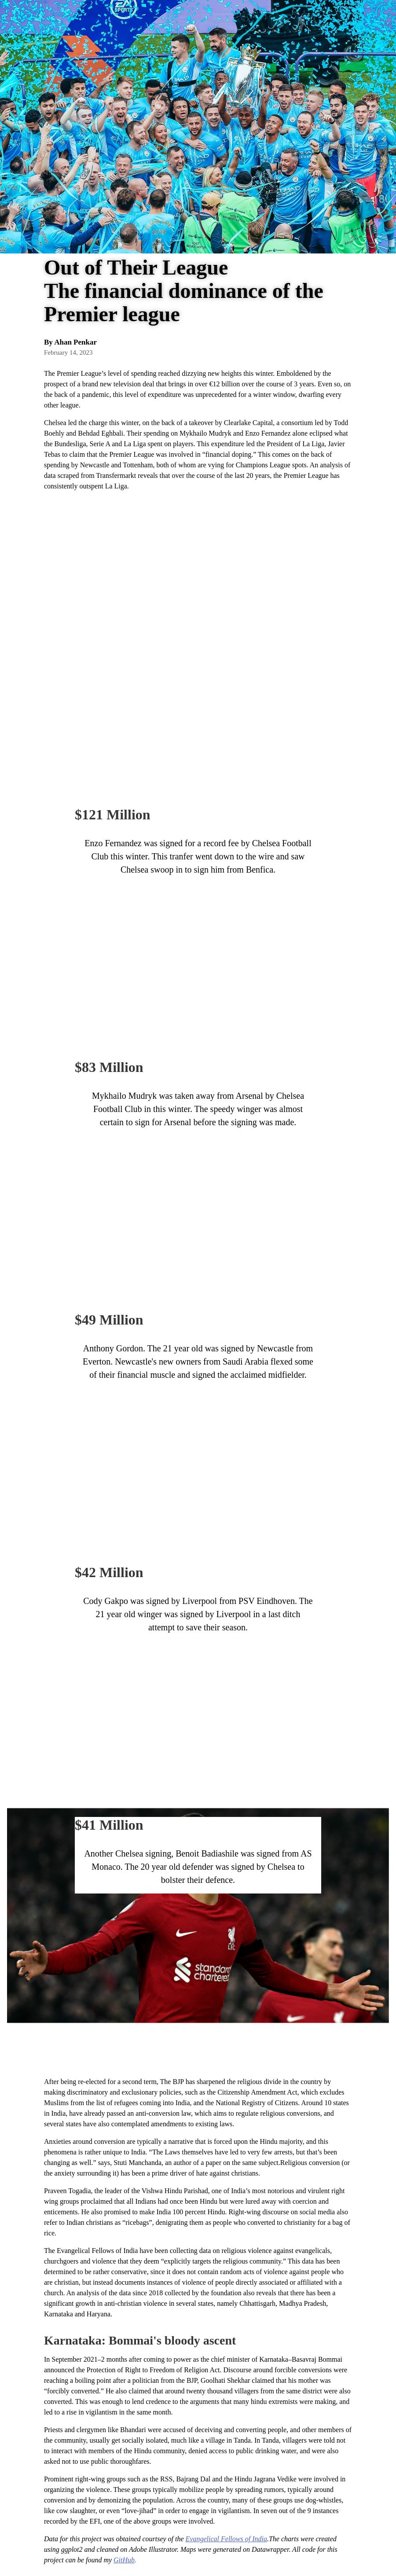 EA
SPORTS
Out of Their League
The financial dominance of the
Premier league
By Ahan Penkar
February 14, 2023
The Premier League’s level of spending reached dizzying new heights this winter. Emboldened by the
prospect of a brand new television deal that brings in over €12 billion over the course of 3 years. Even so, on
the back of a pandemic, this level of expenditure was unprecedented for a winter window, dwarfing every
other league.
Chelsea led the charge this winter, on the back of a takeover by Clearlake Capital, a consortium led by Todd
Boehly and Behdad Eghbali. Their spending on Mykhailo Mudryk and Enzo Fernandez alone eclipsed what
the Bundesliga, Serie A and La Liga spent on players. This expenditure led the President of La Liga, Javier
Tebas to claim that the Premier League was involved in “financial doping.” This comes on the back of
spending by Newcastle and Tottenham, both of whom are vying for Champions League spots. An analysis of
data scraped from Transfermarkt reveals that over the course of the last 20 years, the Premier League has
consistently outspent La Liga.
$121 Million
Enzo Fernandez was signed for a record fee by Chelsea Football
Club this winter. This tranfer went down to the wire and saw
Chelsea swoop in to sign him from Benfica.
$83 Million
Mykhailo Mudryk was taken away from Arsenal by Chelsea
Football Club in this winter. The speedy winger was almost
certain to sign for Arsenal before the signing was made.
$49 Million
Anthony Gordon. The 21 year old was signed by Newcastle from
Everton. Newcastle's new owners from Saudi Arabia flexed some
of their financial muscle and signed the acclaimed midfielder.
$42 Million
Cody Gakpo was signed by Liverpool from PSV Eindhoven. The
21 year old winger was signed by Liverpool in a last ditch
attempt to save their season.
$41 Million
Another Chelsea signing, Benoit Badiashile was signed from AS
Monaco. The 20 year old defender was signed by Chelsea to
bolster their defence.
standard
chartered
After being re-elected for a second term, The BJP has sharpened the religious divide in the country by
making discriminatory and exclusionary policies, such as the Citizenship Amendment Act, which excludes
Muslims from the list of refugees coming into India, and the National Registry of Citizens. Around 10 states
in India, have already passed an anti-conversion law, which aims to regulate religious conversions, and
several states have also contemplated amendments to existing laws.
Anxieties around conversion are typically a narrative that is forced upon the Hindu majority, and this
phenomena is rather unique to India. “The Laws themselves have led to very few arrests, but that’s been
changing as well.” says, Stuti Manchanda, an author of a paper on the same subject.Religious conversion (or
the anxiety surrounding it) has been a prime driver of hate against christians.
Praveen Togadia, the leader of the Vishwa Hindu Parishad, one of India’s most notorious and virulent right
wing groups proclaimed that all Indians had once been Hindu but were lured away with coercion and
enticements. He also promised to make India 100 percent Hindu. Right-wing discourse on social media also
refer to Indian christians as “ricebags”, denigrating them as people who converted to christianity for a bag of
rice.
The Evangelical Fellows of India have been collecting data on religious violence against evangelicals,
churchgoers and violence that they deem “explicitly targets the religious community.” This data has been
determined to be rather conservative, since it does not contain random acts of violence against people who
are christian, but instead documents instances of violence of people directly associated or affiliated with a
church. An analysis of the data since 2018 collected by the foundation also reveals that there has been a
significant growth in anti-christian violence in several states, namely Chhattisgarh, Madhya Pradesh,
Karnataka and Haryana.
Karnataka: Bommai's bloody ascent
In September 2021–2 months after coming to power as the chief minister of Karnataka–Basavraj Bommai
announced the Protection of Right to Freedom of Religion Act. Discourse around forcible conversions were
reaching a boiling point after a politician from the BJP, Goolhati Shekhar claimed that his mother was
“forcibly converted.” He also claimed that around twenty thousand villagers from the same district were also
converted. This was enough to lend credence to the arguments that many hindu extremists were making, and
led to a rise in vigilantism in the same month.
Priests and clergymen like Bhandari were accused of deceiving and converting people, and other members of
the community, usually get socially isolated, much like a village in Tanda. In Tanda, villagers were told not
to interact with members of the Hindu community, denied access to public drinking water, and were also
asked not to use public thoroughfares.
Prominent right-wing groups such as the RSS, Bajrang Dal and the Hindu Jagrana Vedike were involved in
organizing the violence. These groups typically mobilize people by spreading rumors, typically around
conversion and by demonizing the population. Across the country, many of these groups use dog-whistles,
like cow slaughter, or even “love-jihad” in order to engage in vigilantism. In seven out of the 9 instances
recorded by the EFI, one of the above groups were involved.
Data for this project was obtained courtsey of the Evangelical Fellows of India.The charts were created
using ggplot2 and cleaned on Adobe Illustrator. Maps were generated on Datawrapper. All code for this
project can be found my GitHub.